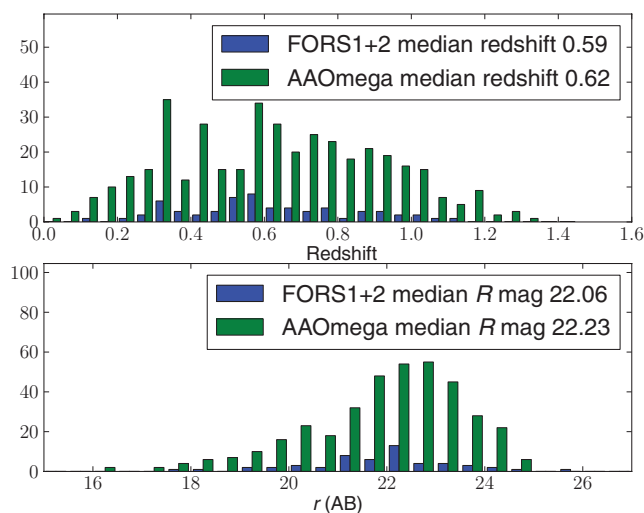 50
40
30
20
10
0
FORS1+2 median redshift 0.59
AAOmega median redshift 0.62
0.0 0.2 0.4 0.6 0.8 1.0 1.2 1.4 1.6
Redshift
100
80
60
40
20
0
FORS1+2 median R mag 22.06
AAOmega median R mag 22.23
16 18 20 22 24 26
r (AB)